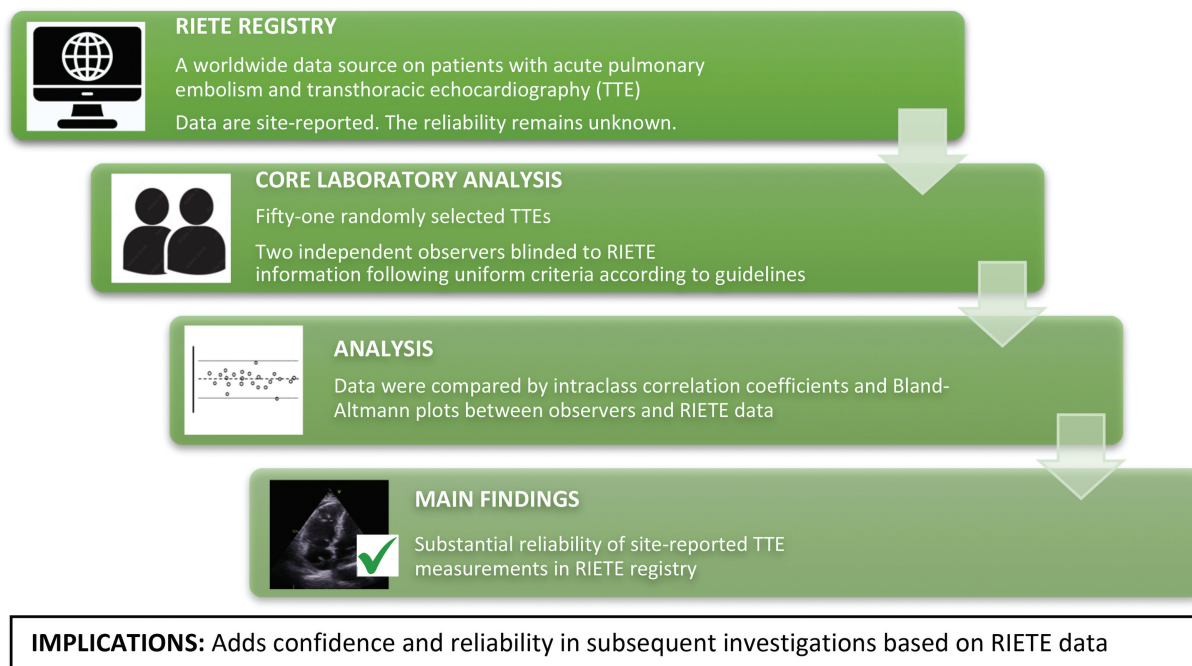 RIETE REGISTRY
A worldwide data source on patients with acute pulmonary
embolism and transthoracic echocardiography (TTE)
Data are site-reported. The reliability remains unknown.
CORE LABORATORY ANALYSIS
Fifty-one randomly selected TTEs
Two independent observers blinded to RIETE
information following uniform criteria according to guidelines
ANALYSIS
Data were compared by intraclass correlation coefficients and Bland-
Altmann plots between observers and RIETE data
MAIN FINDINGS
Substantial reliability of site-reported TTE
measurements in RIETE registry
IMPLICATIONS: Adds confidence and reliability in subsequent investigations based on RIETE data